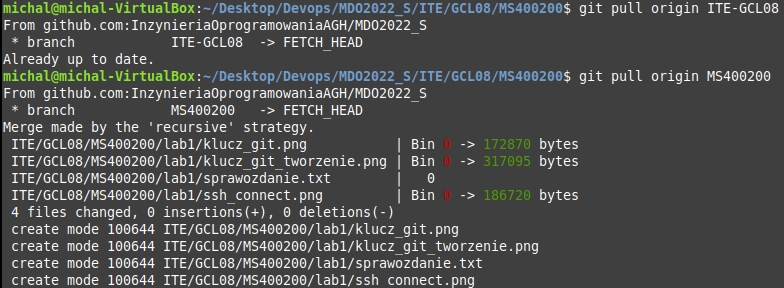 michal@michal-VirtualBox:~/Desktop/Devops/MDO2022_S/ITE/GCL08/MS400200$ git pull origin ITE-GCL08
From github.com:InzynieriaOprogramowaniaAGH/MDO2022_S
 * branch            ITE-GCL08  -> FETCH_HEAD
Already up to date.
michal@michal-VirtualBox:~/Desktop/Devops/MDO2022_S/ITE/GCL08/MS400200$ git pull origin MS400200
From github.com:InzynieriaOprogramowaniaAGH/MDO2022_S
 * branch            MS400200   -> FETCH_HEAD
Merge made by the 'recursive' strategy.
 ITE/GCL08/MS400200/lab1/klucz_git.png           | Bin 0 -> 172870 bytes
 ITE/GCL08/MS400200/lab1/klucz_git_tworzenie.png | Bin 0 -> 317095 bytes
 ITE/GCL08/MS400200/lab1/sprawozdanie.txt        |   0
 ITE/GCL08/MS400200/lab1/ssh_connect.png         | Bin 0 -> 186720 bytes
 4 files changed, 0 insertions(+), 0 deletions(-)
 create mode 100644 ITE/GCL08/MS400200/lab1/klucz_git.png
 create mode 100644 ITE/GCL08/MS400200/lab1/klucz_git_tworzenie.png
 create mode 100644 ITE/GCL08/MS400200/lab1/sprawozdanie.txt
 create mode 100644 ITE/GCL08/MS400200/lab1/ssh_connect.png